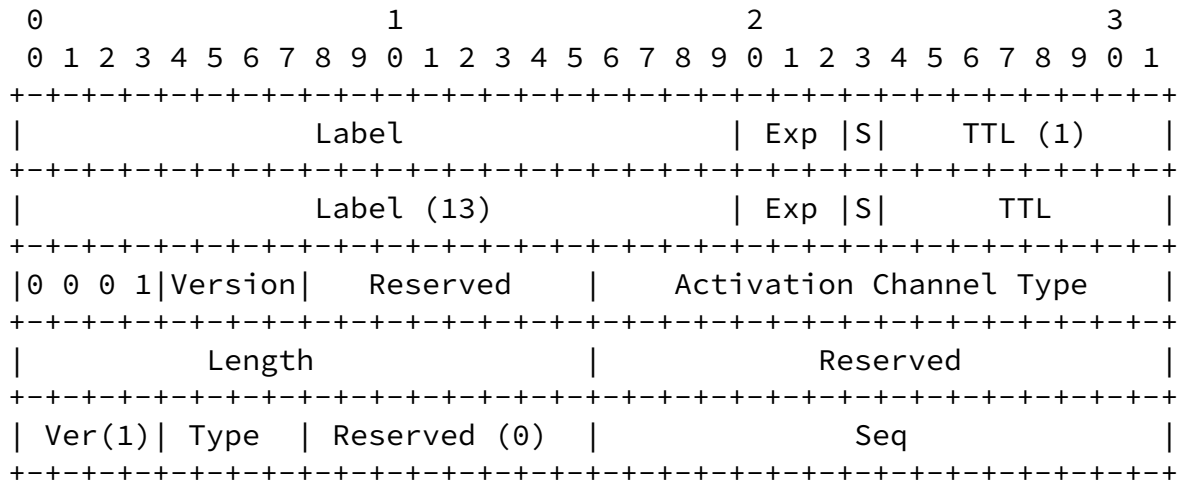 0                   1                   2                   3
 0 1 2 3 4 5 6 7 8 9 0 1 2 3 4 5 6 7 8 9 0 1 2 3 4 5 6 7 8 9 0 1
+-+-+-+-+-+-+-+-+-+-+-+-+-+-+-+-+-+-+-+-+-+-+-+-+-+-+-+-+-+-+-+-+
|                Label                  | Exp |S|    TTL (1)    |
+-+-+-+-+-+-+-+-+-+-+-+-+-+-+-+-+-+-+-+-+-+-+-+-+-+-+-+-+-+-+-+-+
|                Label (13)             | Exp |S|      TTL      |
+-+-+-+-+-+-+-+-+-+-+-+-+-+-+-+-+-+-+-+-+-+-+-+-+-+-+-+-+-+-+-+-+
|0 0 0 1|Version|   Reserved    |    Activation Channel Type    |
+-+-+-+-+-+-+-+-+-+-+-+-+-+-+-+-+-+-+-+-+-+-+-+-+-+-+-+-+-+-+-+-+
|          Length               |            Reserved           |
+-+-+-+-+-+-+-+-+-+-+-+-+-+-+-+-+-+-+-+-+-+-+-+-+-+-+-+-+-+-+-+-+
| Ver(1)| Type  | Reserved (0)  |              Seq              |
+-+-+-+-+-+-+-+-+-+-+-+-+-+-+-+-+-+-+-+-+-+-+-+-+-+-+-+-+-+-+-+-+